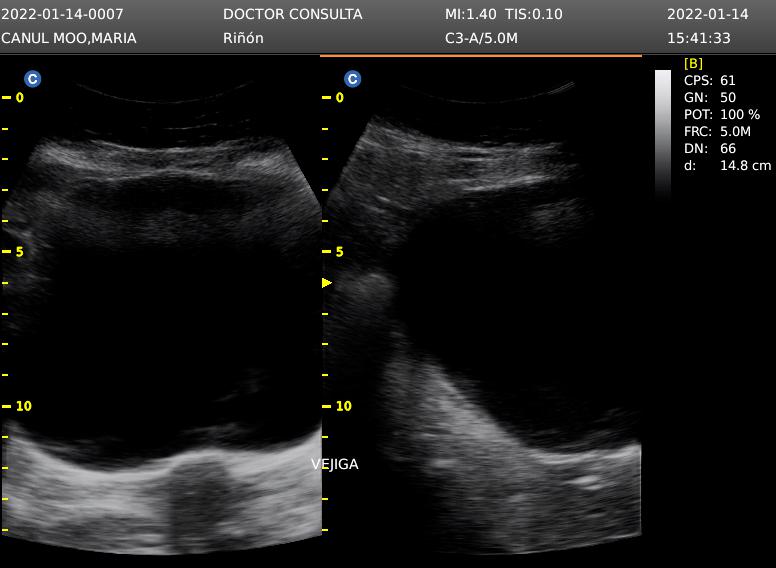 2022-01-14-0007 DOCTOR CONSULTA MI:1.40 TIS:0.10 2022-01-14
CANUL MOO,MARIA Riñón C3-A/5.0M 15:41:33
[B]
C C
CPS: 61
0 0
GN: 50
POT: 100 %
FRC: 5.0M
DN: 66
d: 14.8 cm
5 5
10 10
VEJIGA